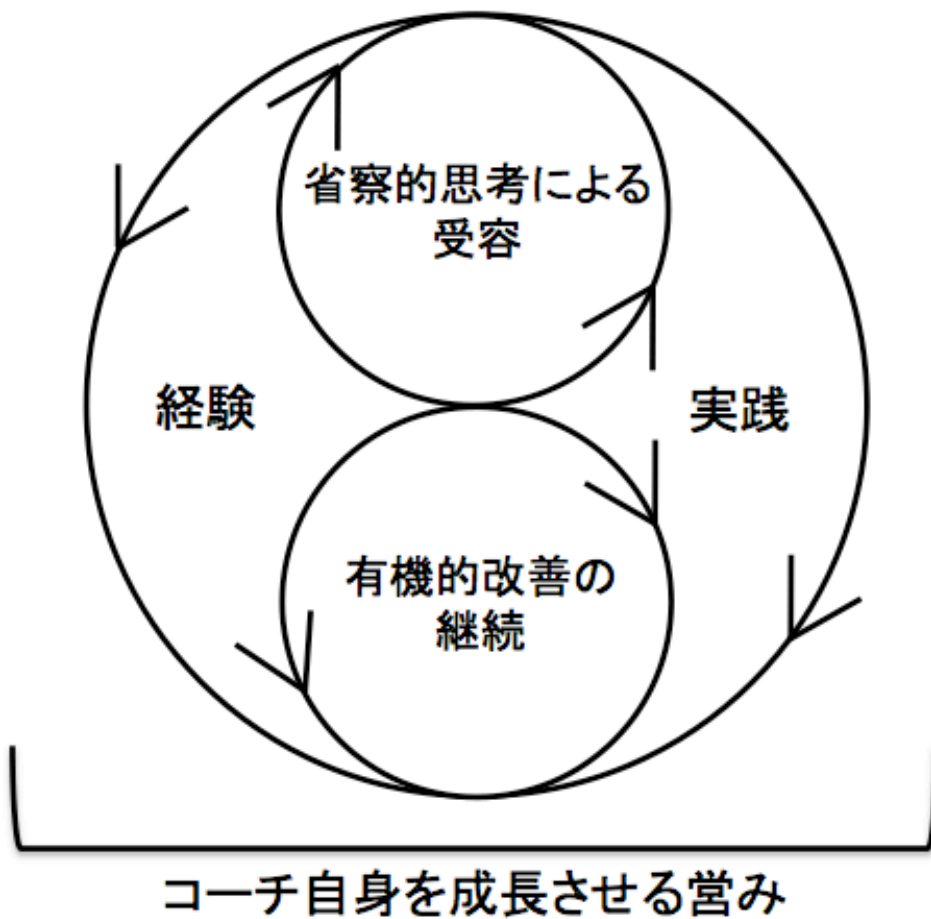 省察的思考による
受容
経験
実践
有機的改善の
継続
コーチ自身を成長させる営み